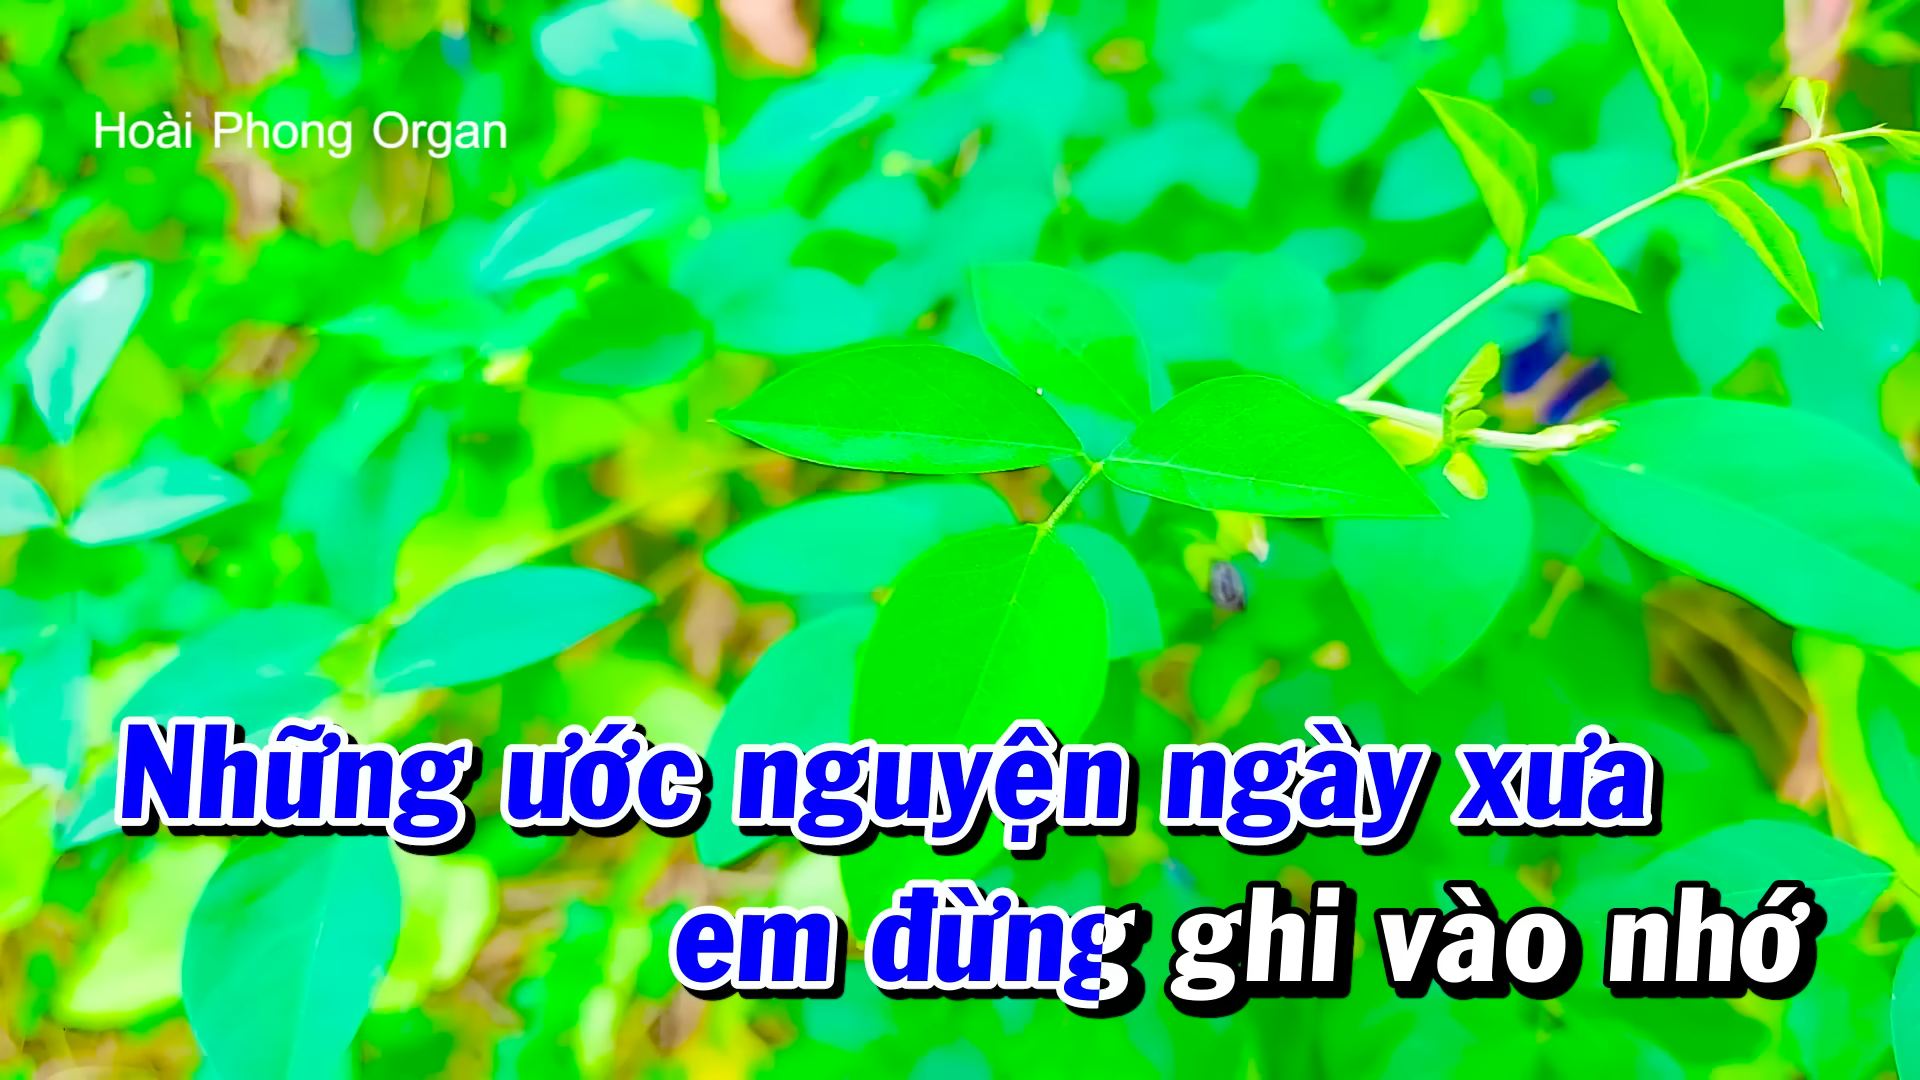 Hoài Phong Organ
Những ước nguyện ngày xưa
em đừng ghi vào nhớ